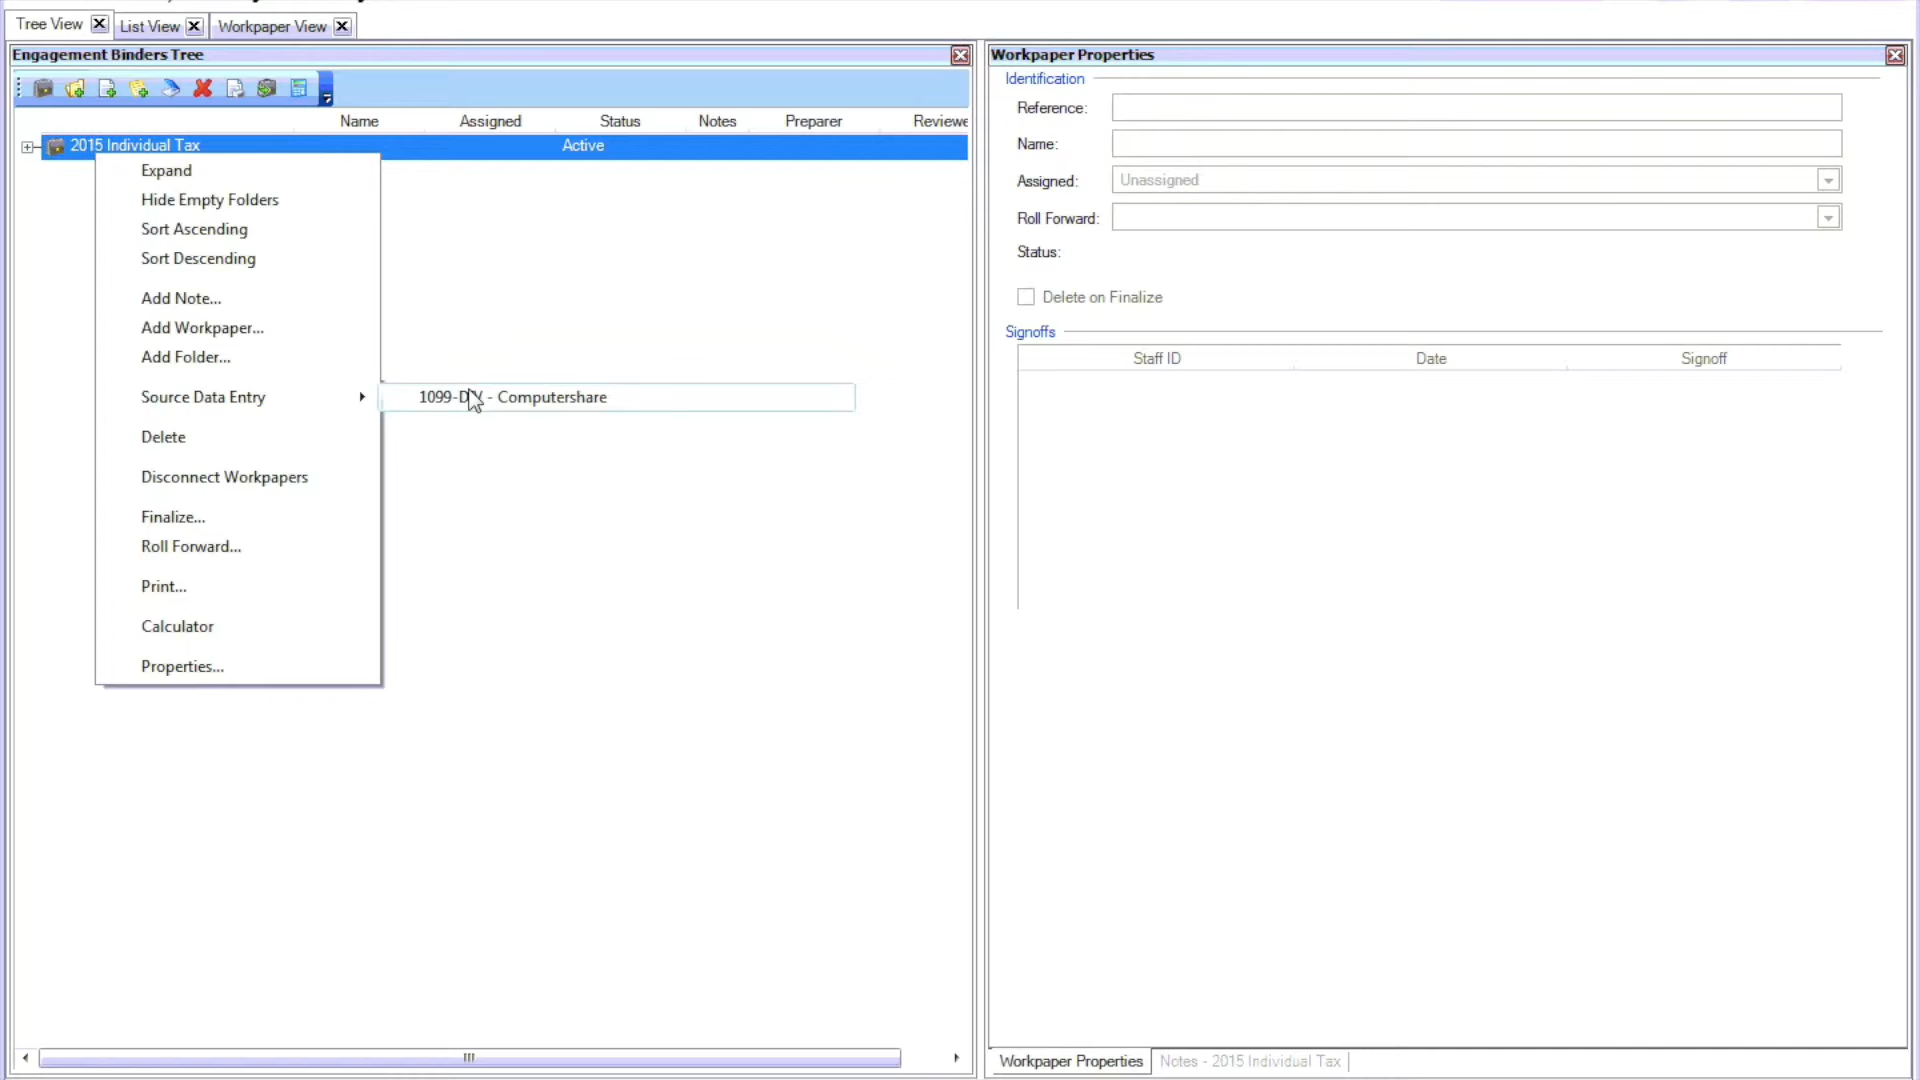 Tree View
List View
Workpaper View
Engagement Binders Tree
Name Assigned Status Notes Preparer Reviewe
2015 Individual Tax Active
Expand
Hide Empty Folders
Sort Ascending
Sort Descending
Add Note...
Add Workpaper...
Add Folder...
Source Data Entry
1099-DIV - Computershare
Delete
Disconnect Workpapers
Finalize...
Roll Forward...
Print...
Calculator
Properties...
Workpaper Properties
Identification
Reference:
Name:
Assigned: Unassigned
Roll Forward:
Status:
Delete on Finalize
Signoffs
Staff ID Date Signoff
Workpaper Properties
Notes - 2015 Individual Tax